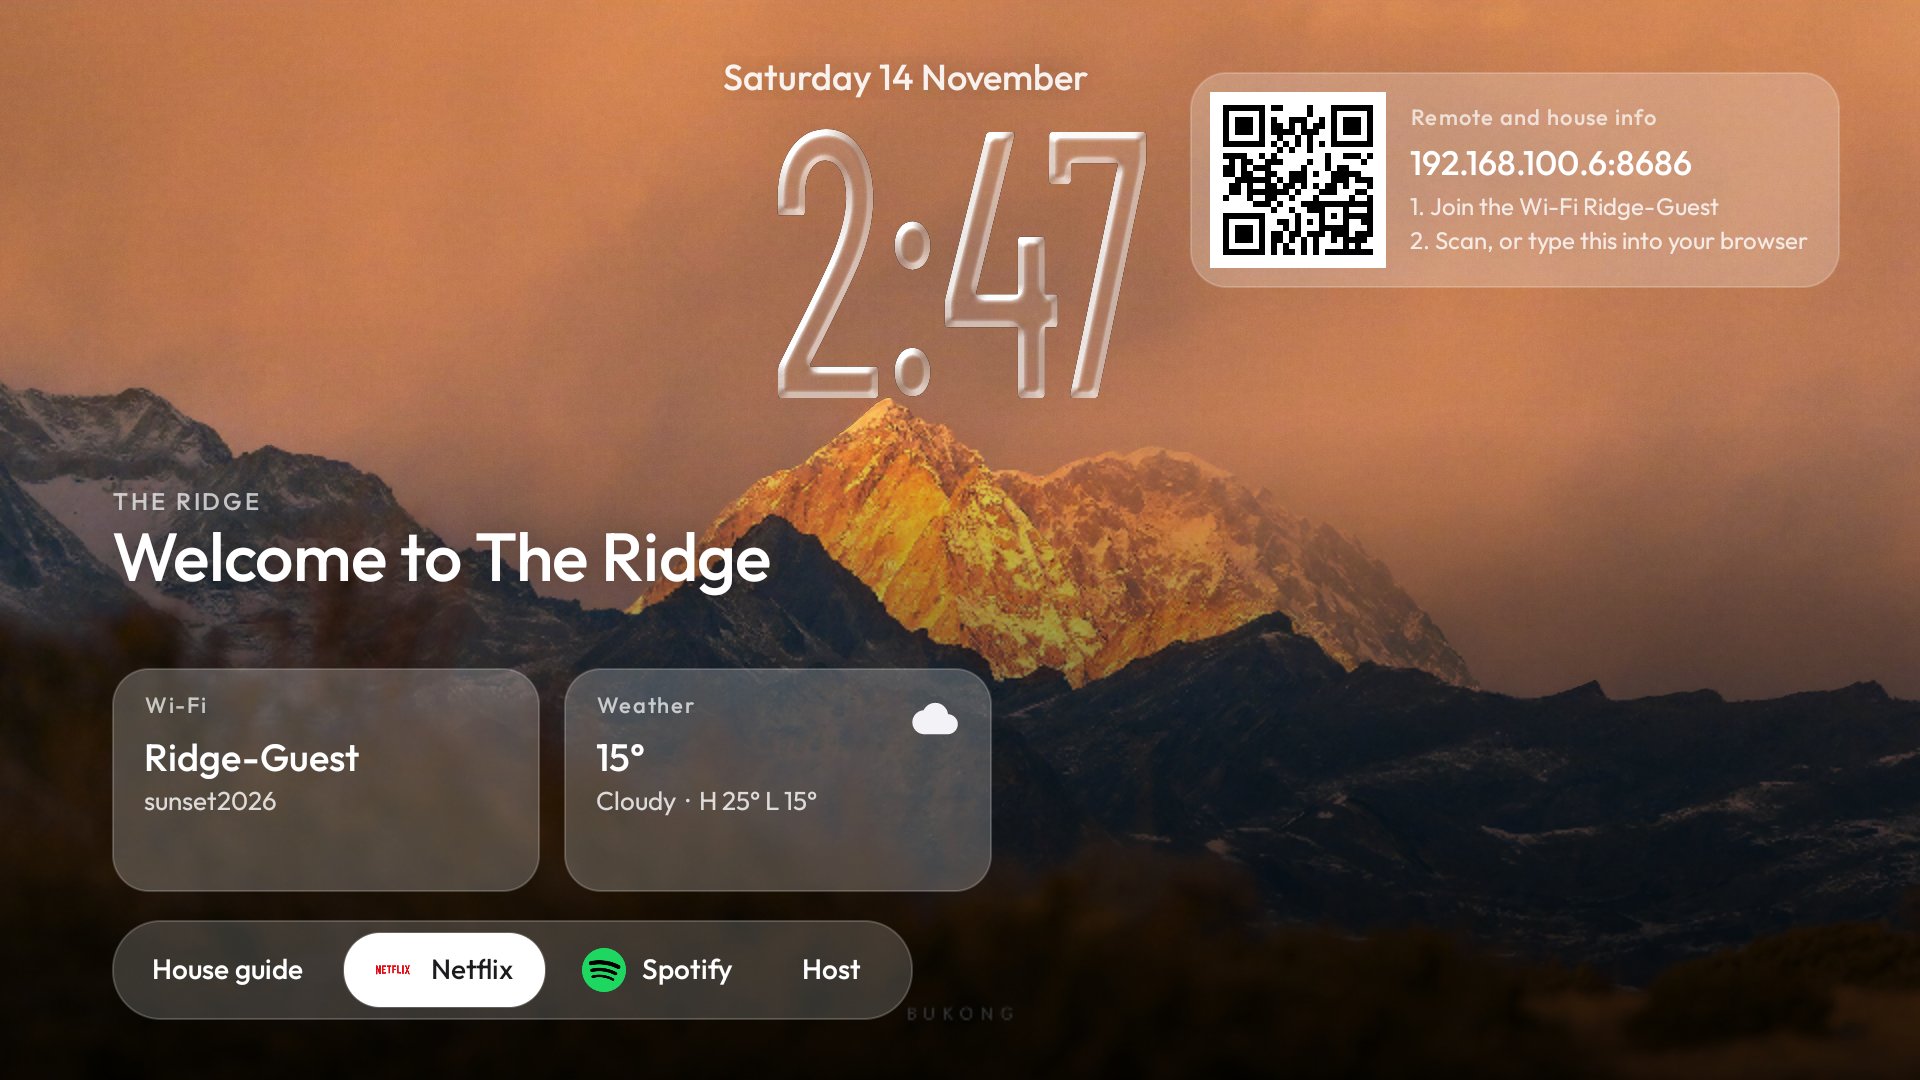 Saturday 14 November
2:47
Remote and house info
192.168.100.6:8686
1. Join the Wi-Fi Ridge-Guest
2. Scan, or type this into your browser
THE RIDGE
Welcome to The Ridge
Wi-Fi
Ridge-Guest
sunset2026
Weather
15°
Cloudy · H 25° L 15°
House guide
NETFLIX Netflix
Spotify
Host
BUKONG